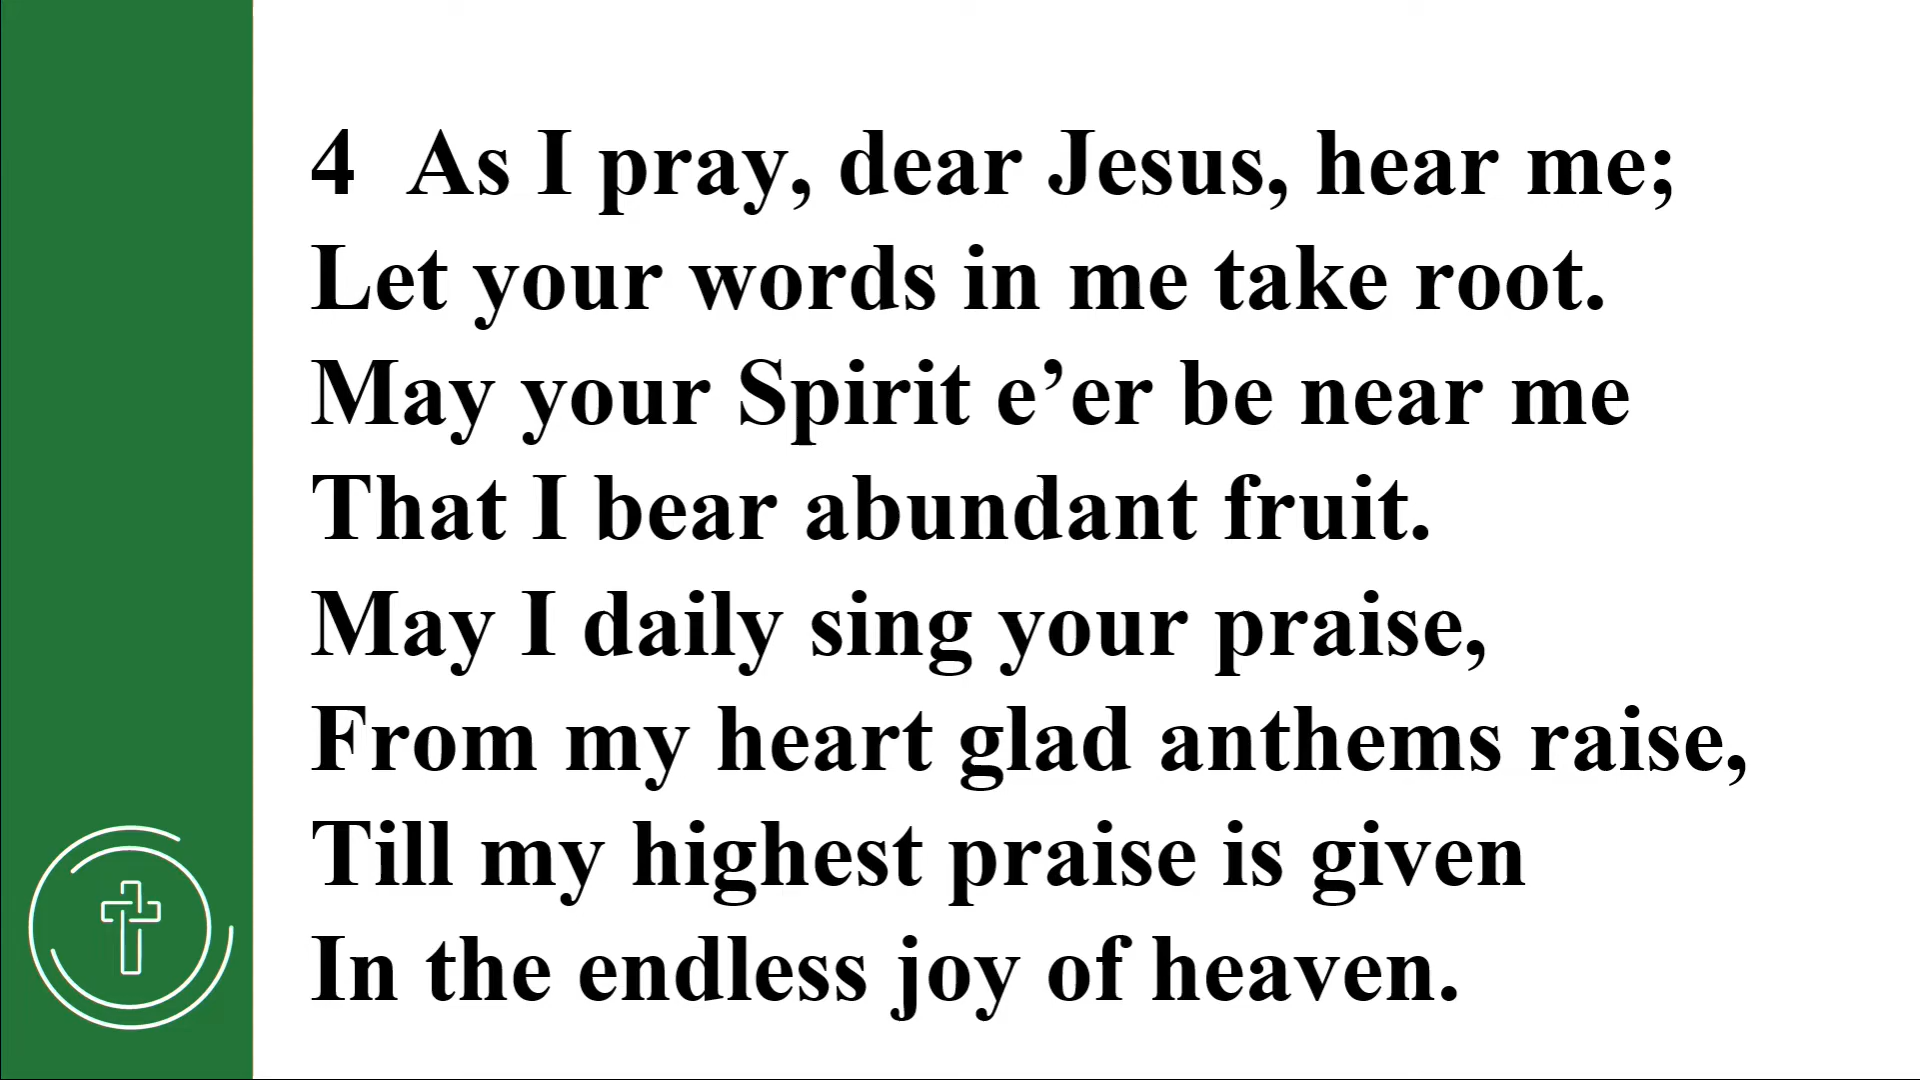 4 As I pray, dear Jesus, hear me;
Let your words in me take root.
May your Spirit e’er be near me
That I bear abundant fruit.
May I daily sing your praise,
From my heart glad anthems raise,
Till my highest praise is given
In the endless joy of heaven.